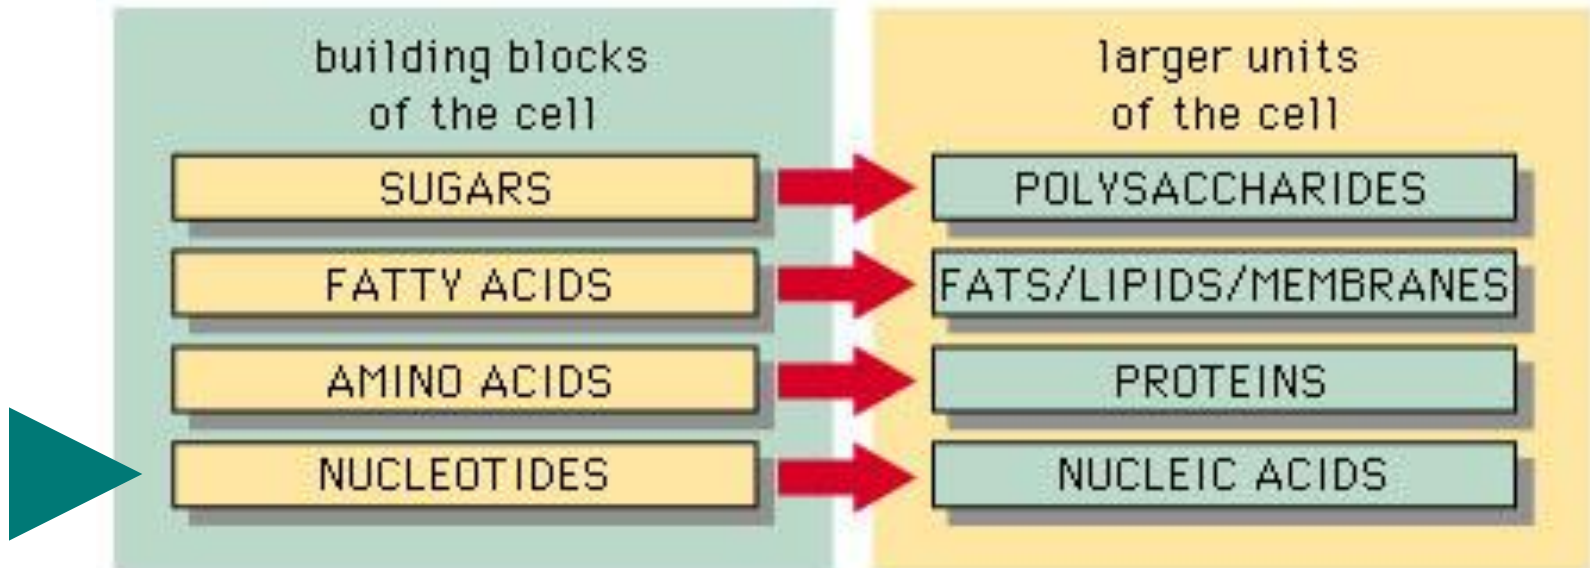 building blocks
of the cell
larger units
of the cell
SUGARS
POLYSACCHARIDES
FATTY ACIDS
FATS/LIPIDS/MEMBRANES
AMINO ACIDS
PROTEINS
NUCLEOTIDES
NUCLEIC ACIDS